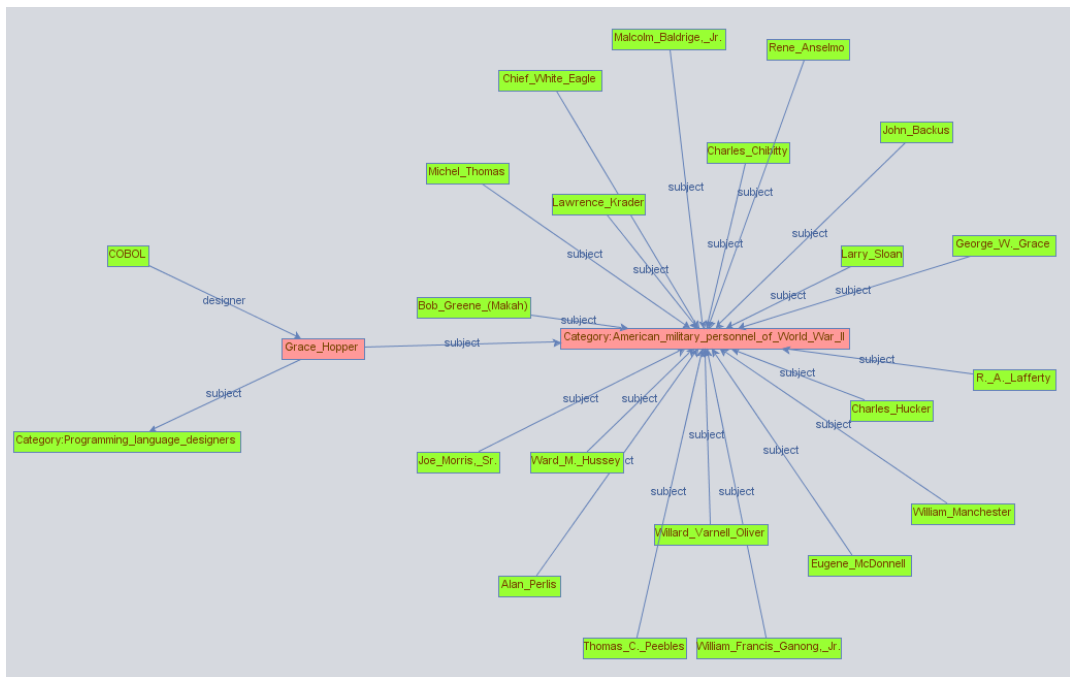 Malcolm_Baldrige,_Jr.
Rene_Anselmo
Chief_White_Eagle
John_Backus
Charles_Chibitty
Michel_Thomas
subject
subject
Lawrence_Krader
subject
George_W._Grace
COBOL
subject
subject
Larry_Sloan
subject
subject
subject
designer
Bob_Greene_(Makah)
subject
Category:American_military_personnel_of_World_War_II
Grace_Hopper
subject
subject
subject
R._A._Lafferty
subject
subject
Charles_Hucker
subject
subject
Category:Programming_language_designers
subject
Joe_Morris,_Sr.
Ward_M._Hussey
ct
subject
subject
subject
William_Manchester
Willard_Varnell_Oliver
Eugene_McDonnell
Alan_Perlis
Thomas_C._Peebles
William_Francis_Ganong,_Jr.